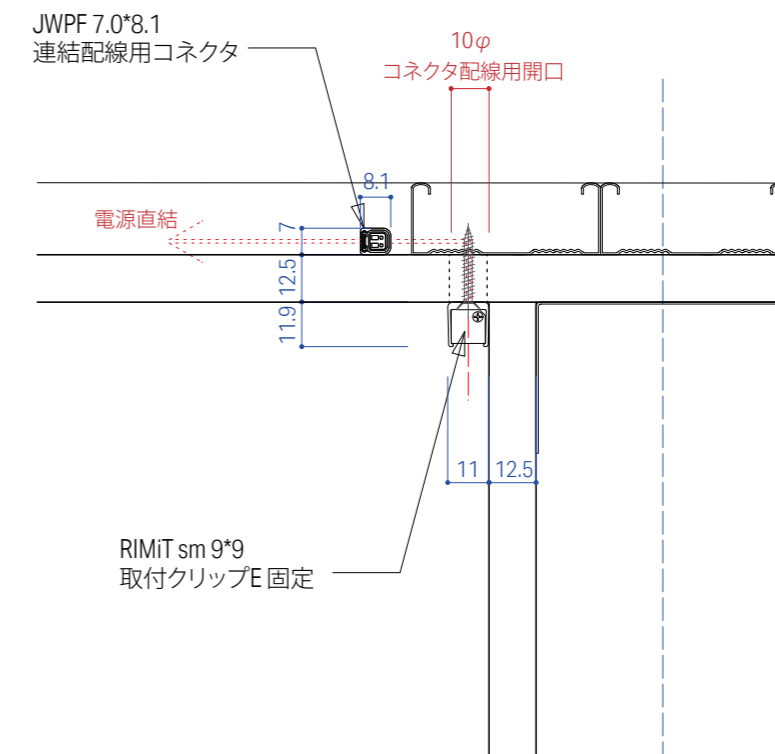 JWPF 7.0*8.1
連結配線用コネクタ
10φ
コネクタ配線用開口
8.1
電源直結
7
12.5
11.9
11
12.5
RIMiT sm 9*9
取付クリップE 固定